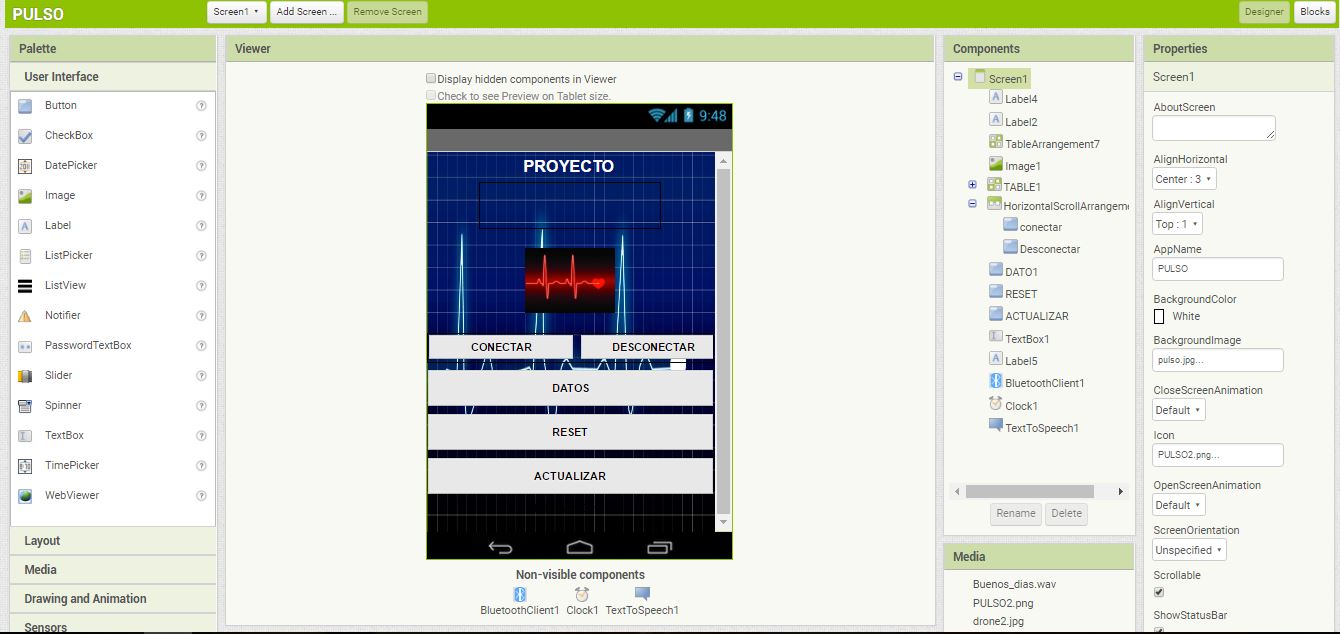 PULSO
Screen1
Add Screen ...
Remove Screen
Designer
Blocks
Palette
User Interface
Button
CheckBox
DatePicker
Image
Label
ListPicker
ListView
Notifier
PasswordTextBox
Slider
Spinner
TextBox
TimePicker
WebViewer
Layout
Media
Drawing and Animation
Sensors
Viewer
Display hidden components in Viewer
Check to see Preview on Tablet size.
9:48
PROYECTO
CONECTAR
DESCONECTAR
DATOS
RESET
ACTUALIZAR
Non-visible components
BluetoothClient1
Clock1
TextToSpeech1
Components
Screen1
Label4
Label2
TableArrangement7
Image1
TABLE1
HorizontalScrollArrangeme
conectar
Desconectar
DATO1
RESET
ACTUALIZAR
TextBox1
Label5
BluetoothClient1
Clock1
TextToSpeech1
Rename
Delete
Media
Buenos_dias.wav
PULSO2.png
drone2.jpg
Properties
Screen1
AboutScreen
AlignHorizontal
Center : 3
AlignVertical
Top : 1
AppName
PULSO
BackgroundColor
White
BackgroundImage
pulso.jpg...
CloseScreenAnimation
Default
Icon
PULSO2.png...
OpenScreenAnimation
Default
ScreenOrientation
Unspecified
Scrollable
ShowStatusBar